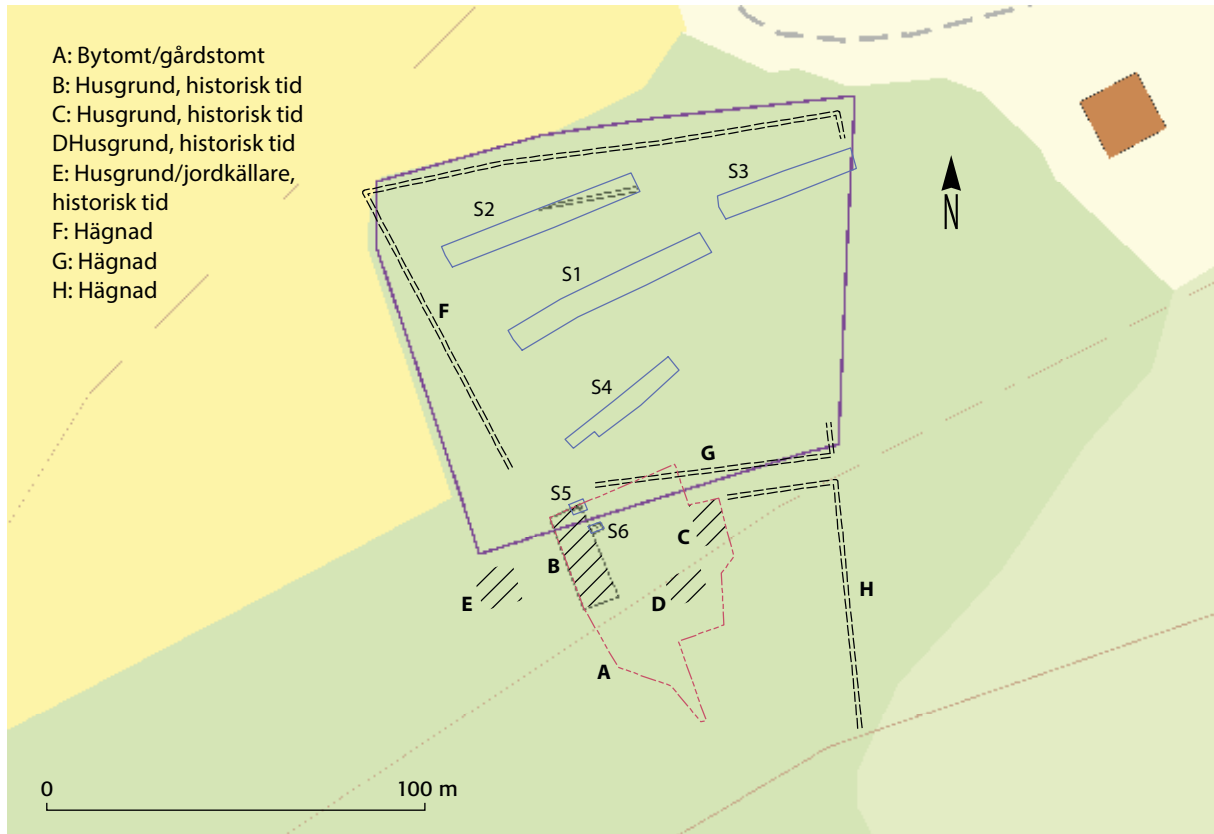 A: Bytomt/gårdstomt
B: Husgrund, historisk tid
C: Husgrund, historisk tid
DHusgrund, historisk tid
E: Husgrund/jordkällare,
historisk tid
F: Hägnad
G: Hägnad
H: Hägnad
S3
S2
N
S1
F
S4
G
S5
S6
C
B
E
D
H
A
0
100 m